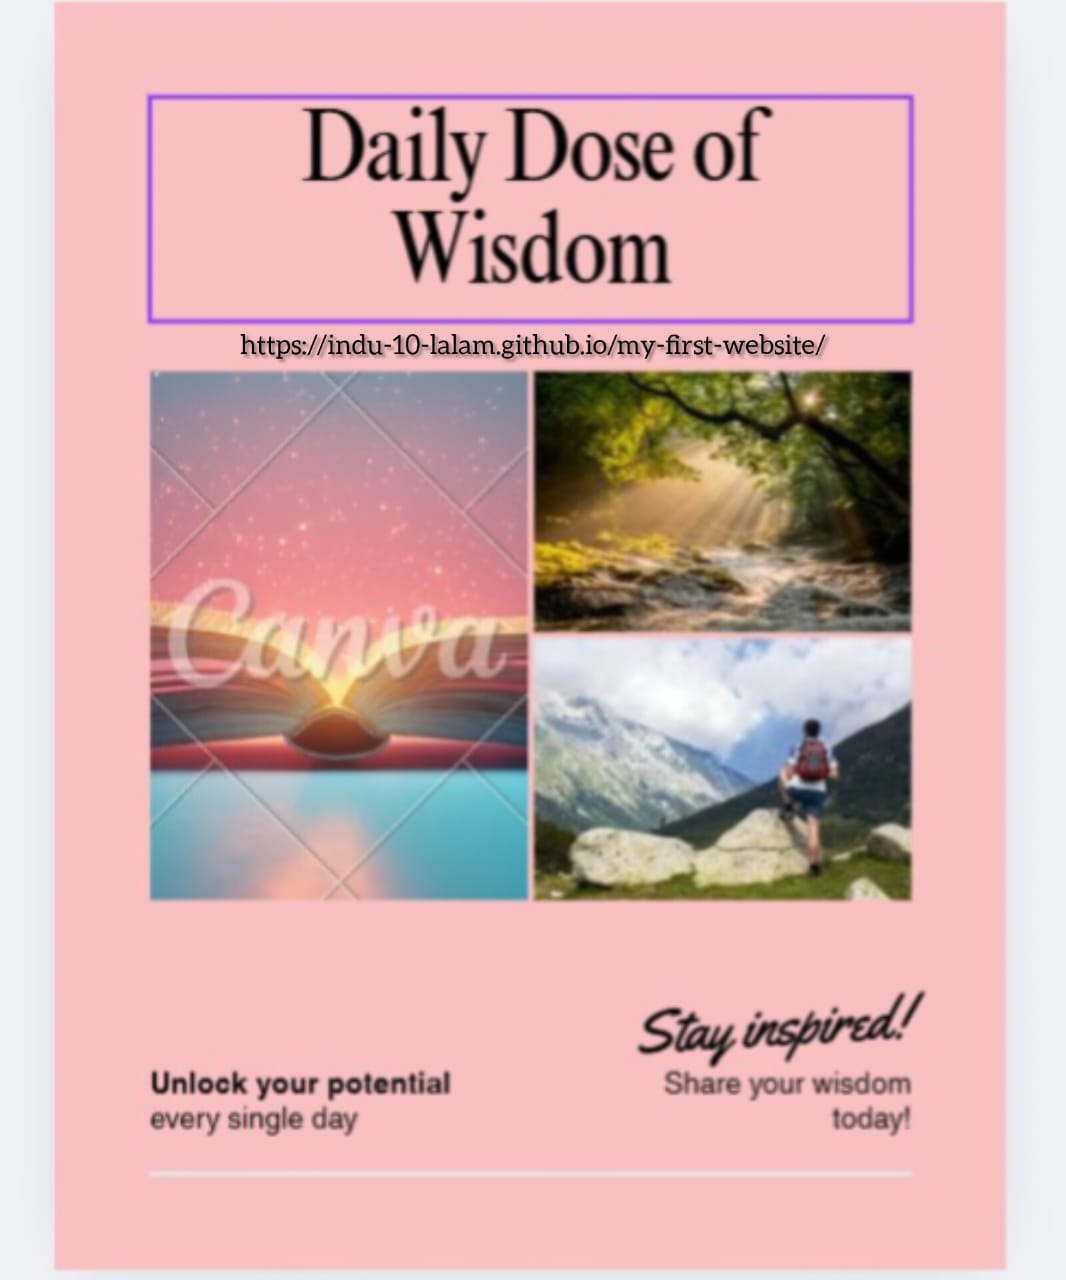 Daily Dose of
Wisdom
https://indu-10-lalam.github.io/my-first-website/
Canva
Stay inspired!
Unlock your potential
every single day
Share your wisdom
today!